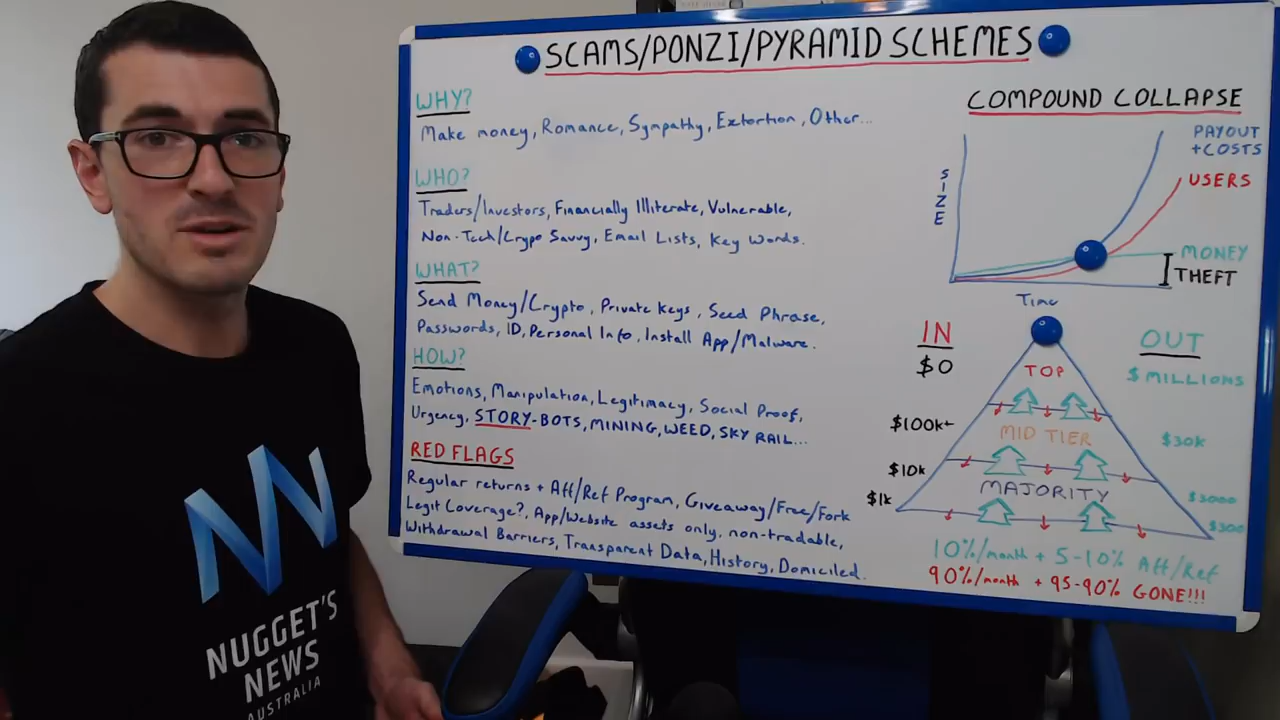 SCAMS/PONZI/PYRAMID SCHEMES
WHY?
Make money, Romance, Sympathy, Extortion, Other...
WHO?
Traders/Investors, Financially Illiterate, Vulnerable,
Non-Tech/Crypo Savvy, Email Lists, Key Words.
WHAT?
Send Money/Crypto, Private Keys, Seed Phrase,
Passwords, ID, Personal Info, Install App/Malware.
HOW?
Emotions, Manipulation, Legitimacy, Social Proof,
Urgency, STORY-BOTS, MINING, WEED, SKY RAIL...
RED FLAGS
Regular returns + Aff/Ref Program, Giveaway/Free/Fork
Legit Coverage?, App/Website assets only, non-tradable,
Withdrawal Barriers, Transparent Data, History, Domiciled.
COMPOUND COLLAPSE
PAYOUT
+COSTS
USERS
SIZE
MONEY
THEFT
Time
IN
OUT
$0
TOP
$ MILLIONS
$100k+
MID TIER
$30k
$10k
MAJORITY
$3000
$1k
$300
10%/month + 5-10% Aff/Ref
90%/month + 95-90% GONE!!!
NUGGET'S
NEWS
AUSTRALIA